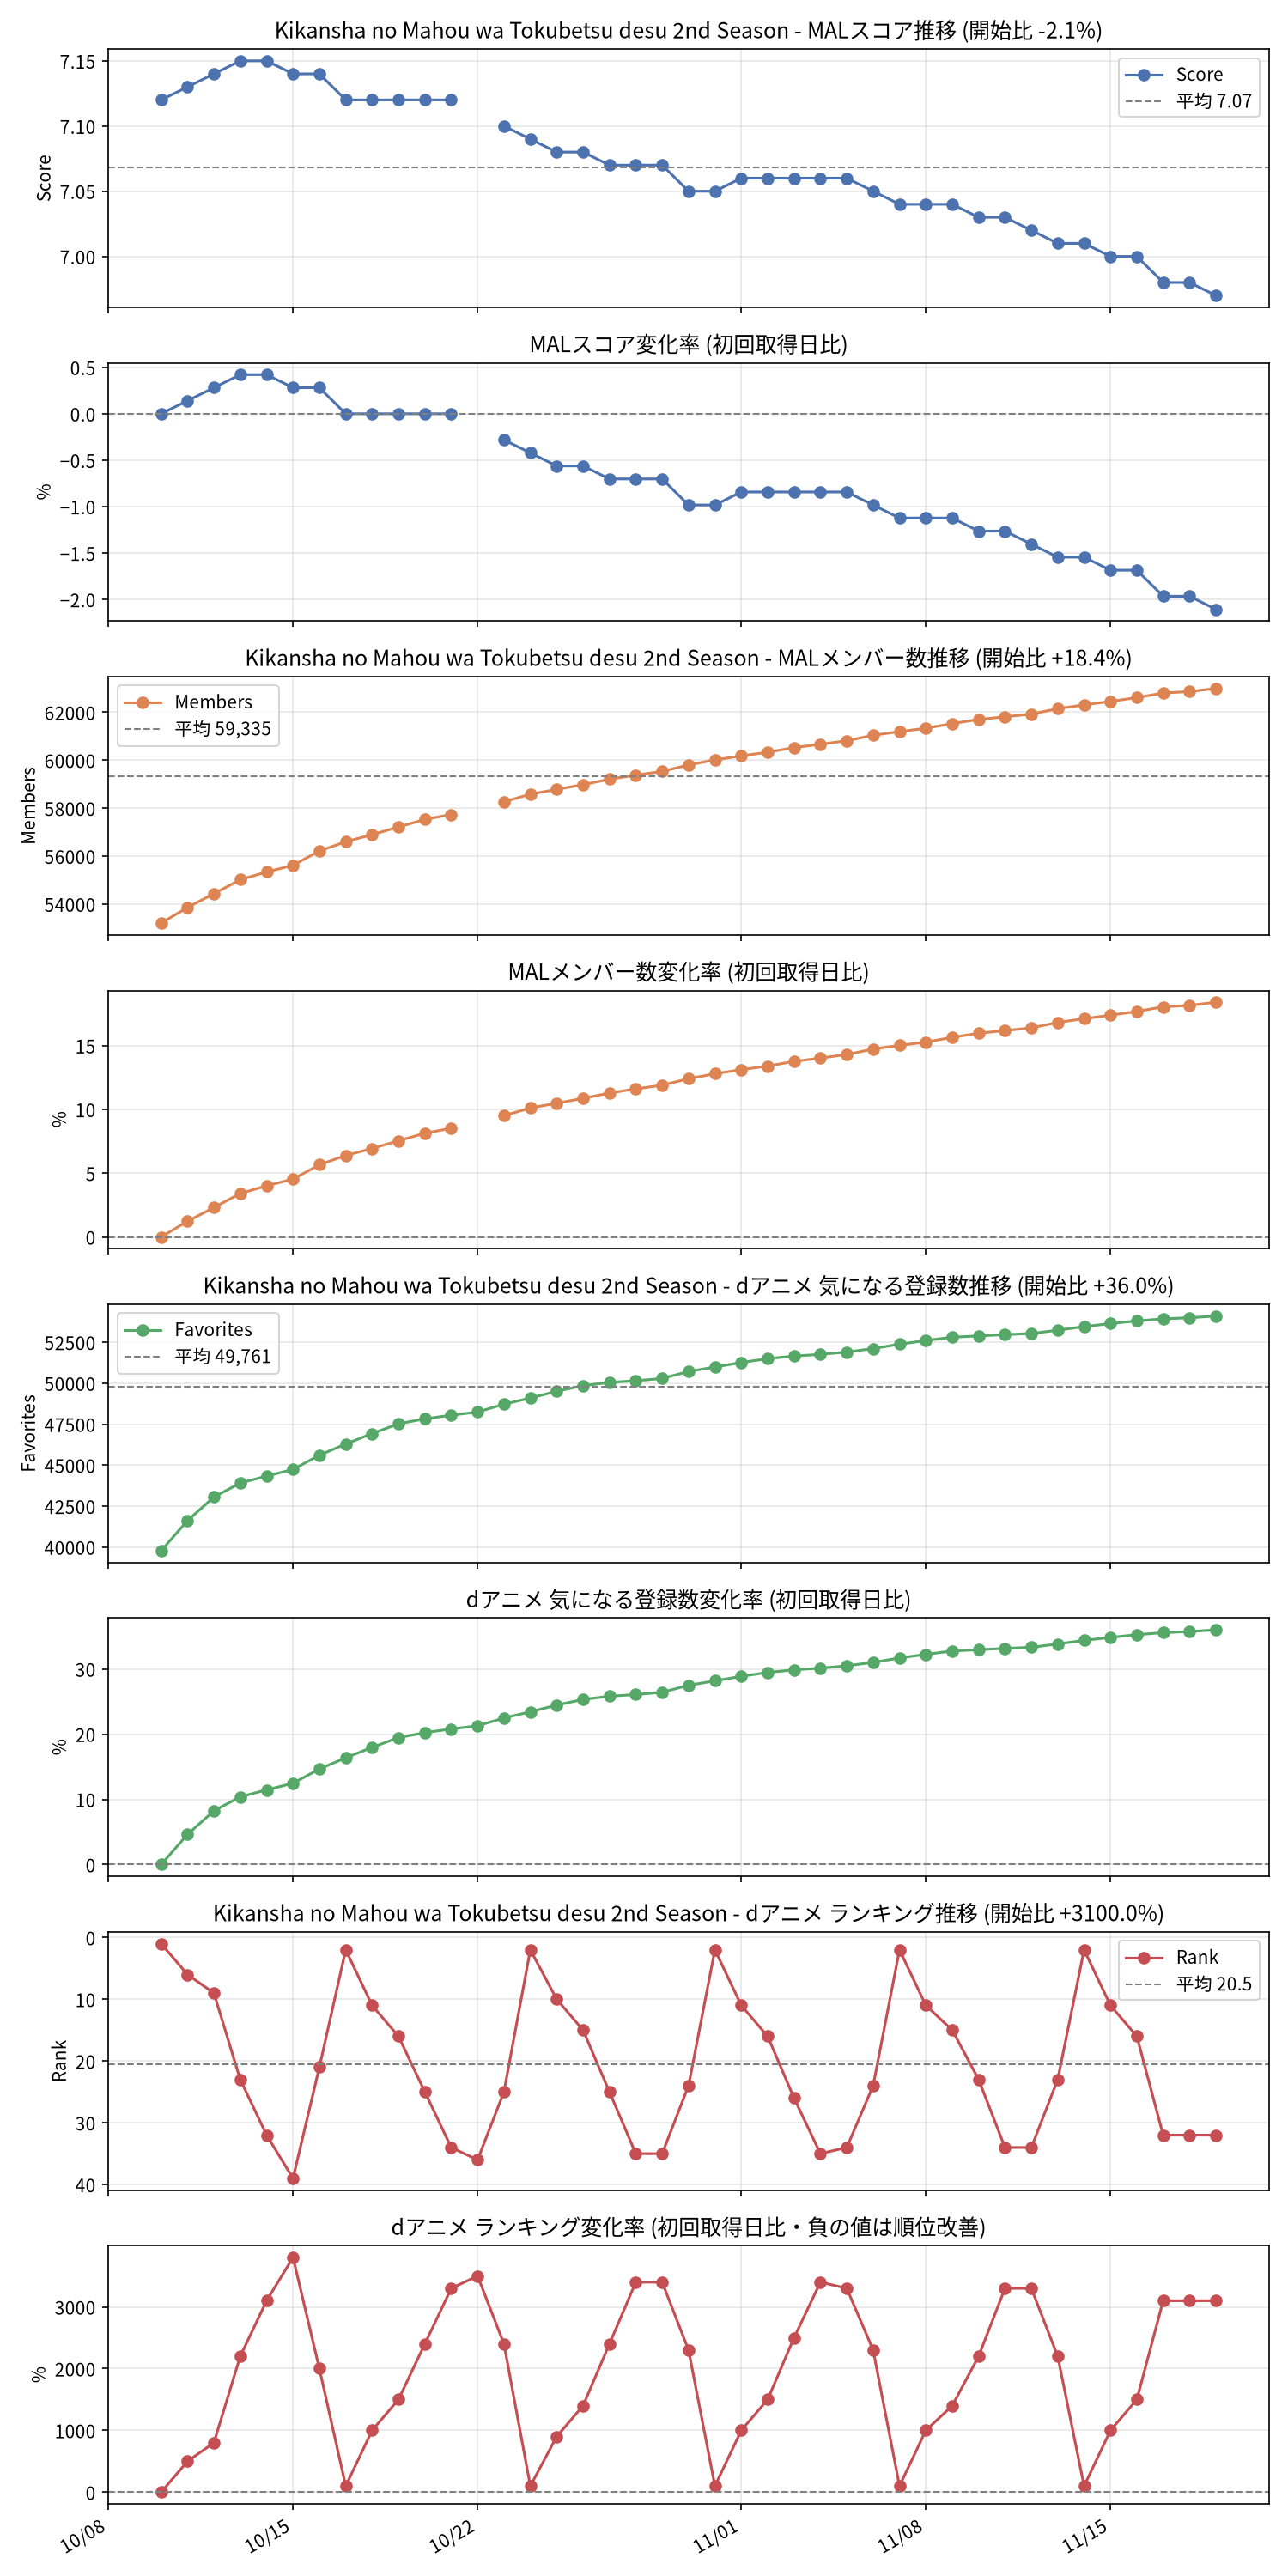 Kikansha no Mahou wa Tokubetsu desu 2nd Season - MALスコア推移 (開始比 -2.1%)
7.15
7.10
7.05
7.00
Score
Score
平均 7.07
MALスコア変化率 (初回取得日比)
0.5
0.0
−0.5
−1.0
−1.5
−2.0
%
Kikansha no Mahou wa Tokubetsu desu 2nd Season - MALメンバー数推移 (開始比 +18.4%)
62000
60000
58000
56000
54000
Members
Members
平均 59,335
MALメンバー数変化率 (初回取得日比)
15
10
5
0
%
Kikansha no Mahou wa Tokubetsu desu 2nd Season - dアニメ 気になる登録数推移 (開始比 +36.0%)
52500
50000
47500
45000
42500
40000
Favorites
Favorites
平均 49,761
dアニメ 気になる登録数変化率 (初回取得日比)
30
20
10
0
%
Kikansha no Mahou wa Tokubetsu desu 2nd Season - dアニメ ランキング推移 (開始比 +3100.0%)
0
10
20
30
40
Rank
Rank
平均 20.5
dアニメ ランキング変化率 (初回取得日比・負の値は順位改善)
3000
2000
1000
0
%
10/08
10/15
10/22
11/01
11/08
11/15